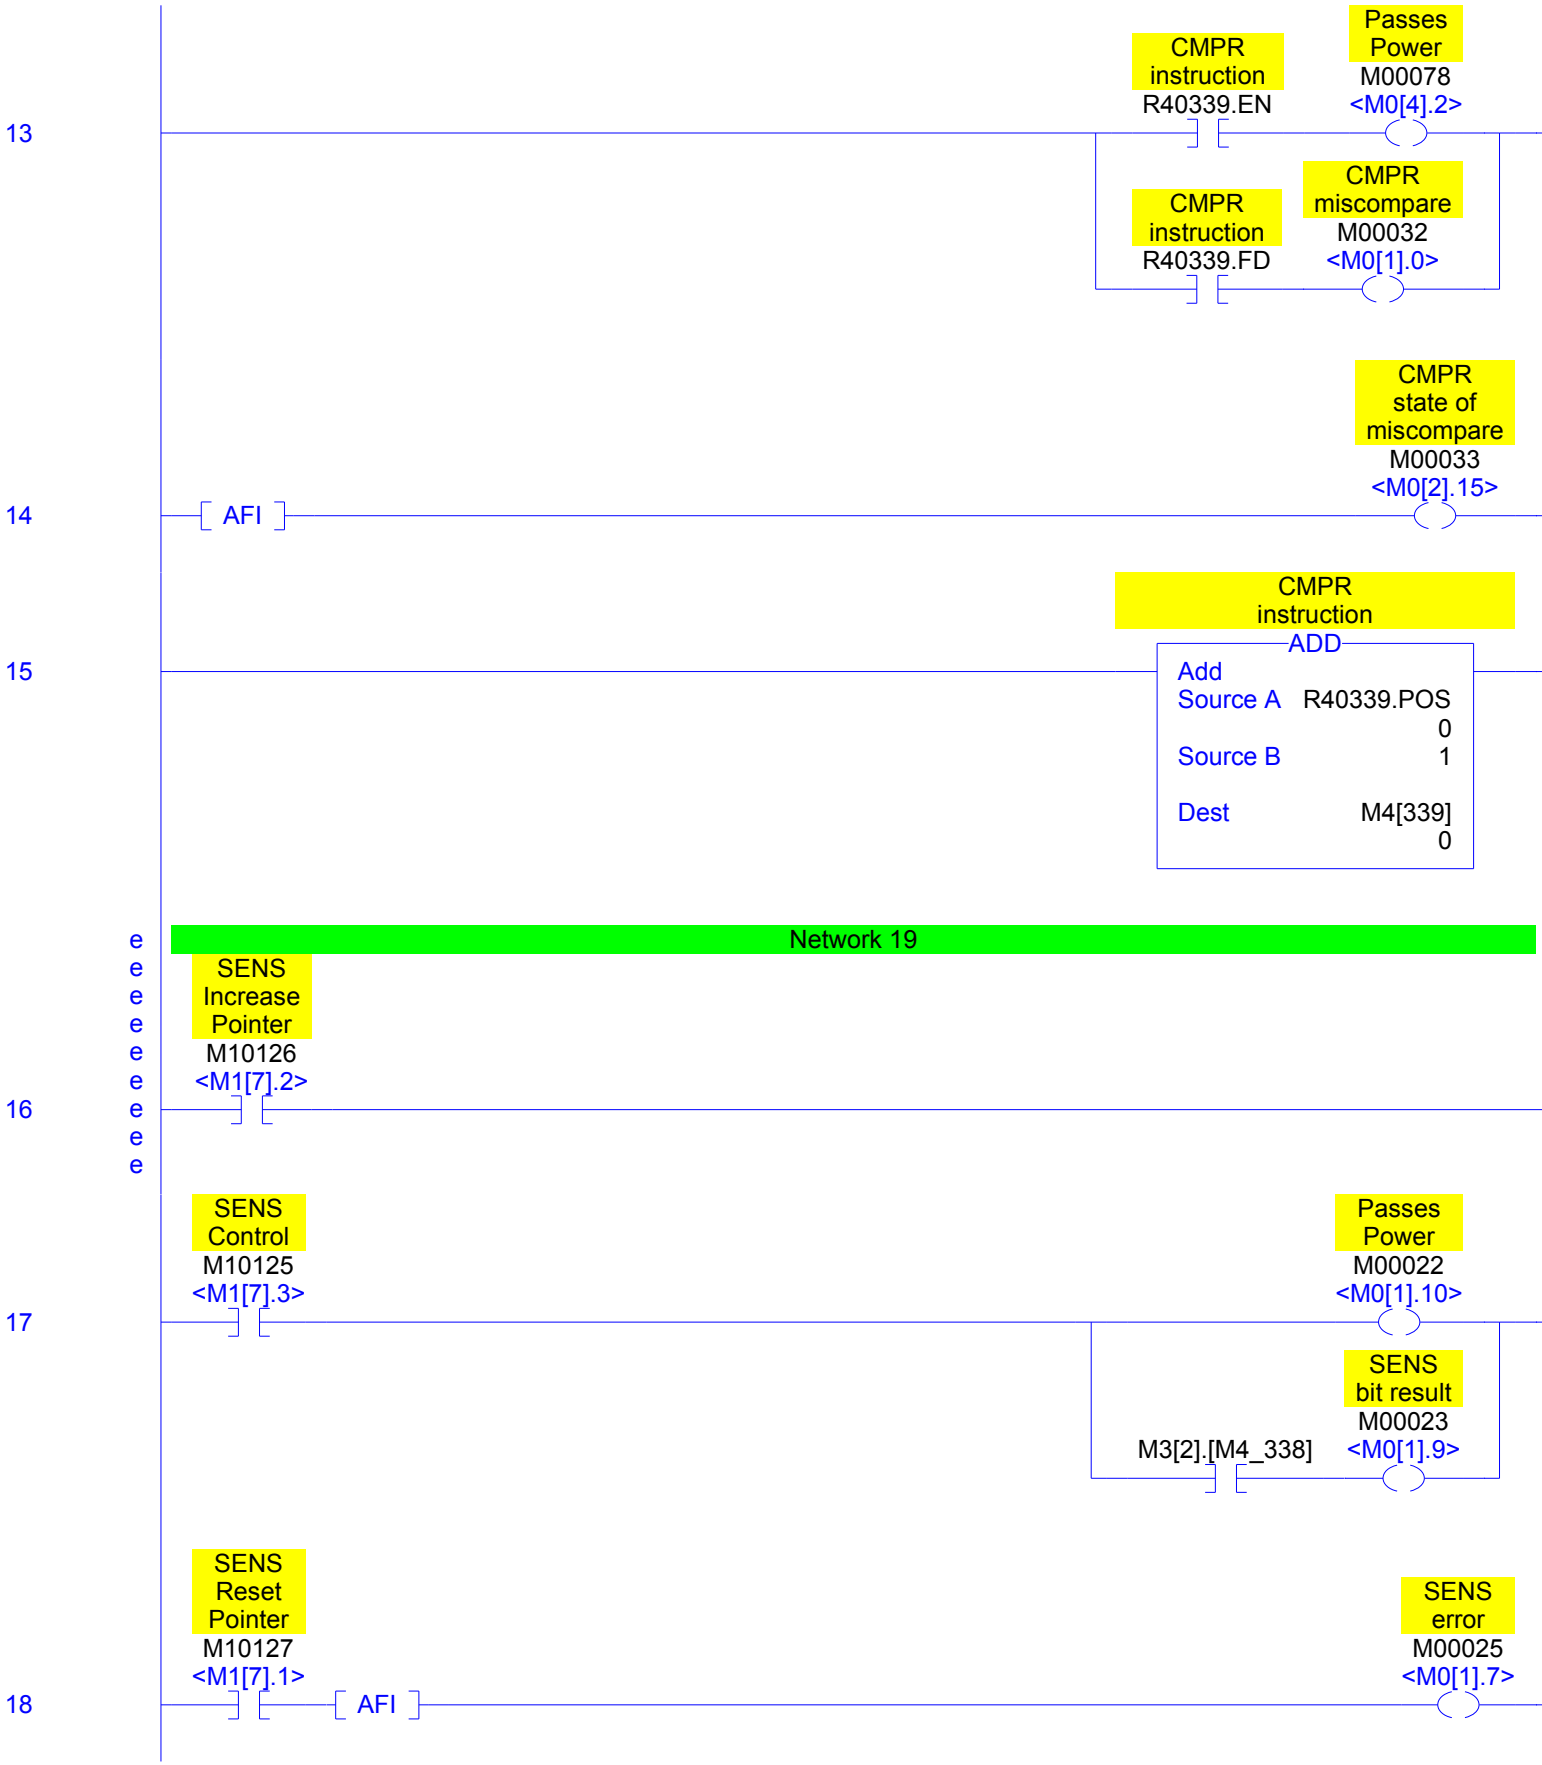 CMPR
instruction
R40339.EN
Passes
Power
M00078
<M0[4].2>
13
CMPR
instruction
R40339.FD
CMPR
miscompare
M00032
<M0[1].0>
CMPR
state of
miscompare
M00033
<M0[2].15>
14
AFI
CMPR
instruction
ADD
15
Add
Source A R40339.POS
0
Source B 1
Dest M4[339]
0
e
Network 19
e
SENS
e
Increase
e
Pointer
e
M10126
e
<M1[7].2>
16
e
e
e
SENS
Control
M10125
<M1[7].3>
Passes
Power
M00022
<M0[1].10>
17
M3[2].[M4_338]
SENS
bit result
M00023
<M0[1].9>
SENS
Reset
Pointer
M10127
<M1[7].1>
SENS
error
M00025
<M0[1].7>
18
AFI